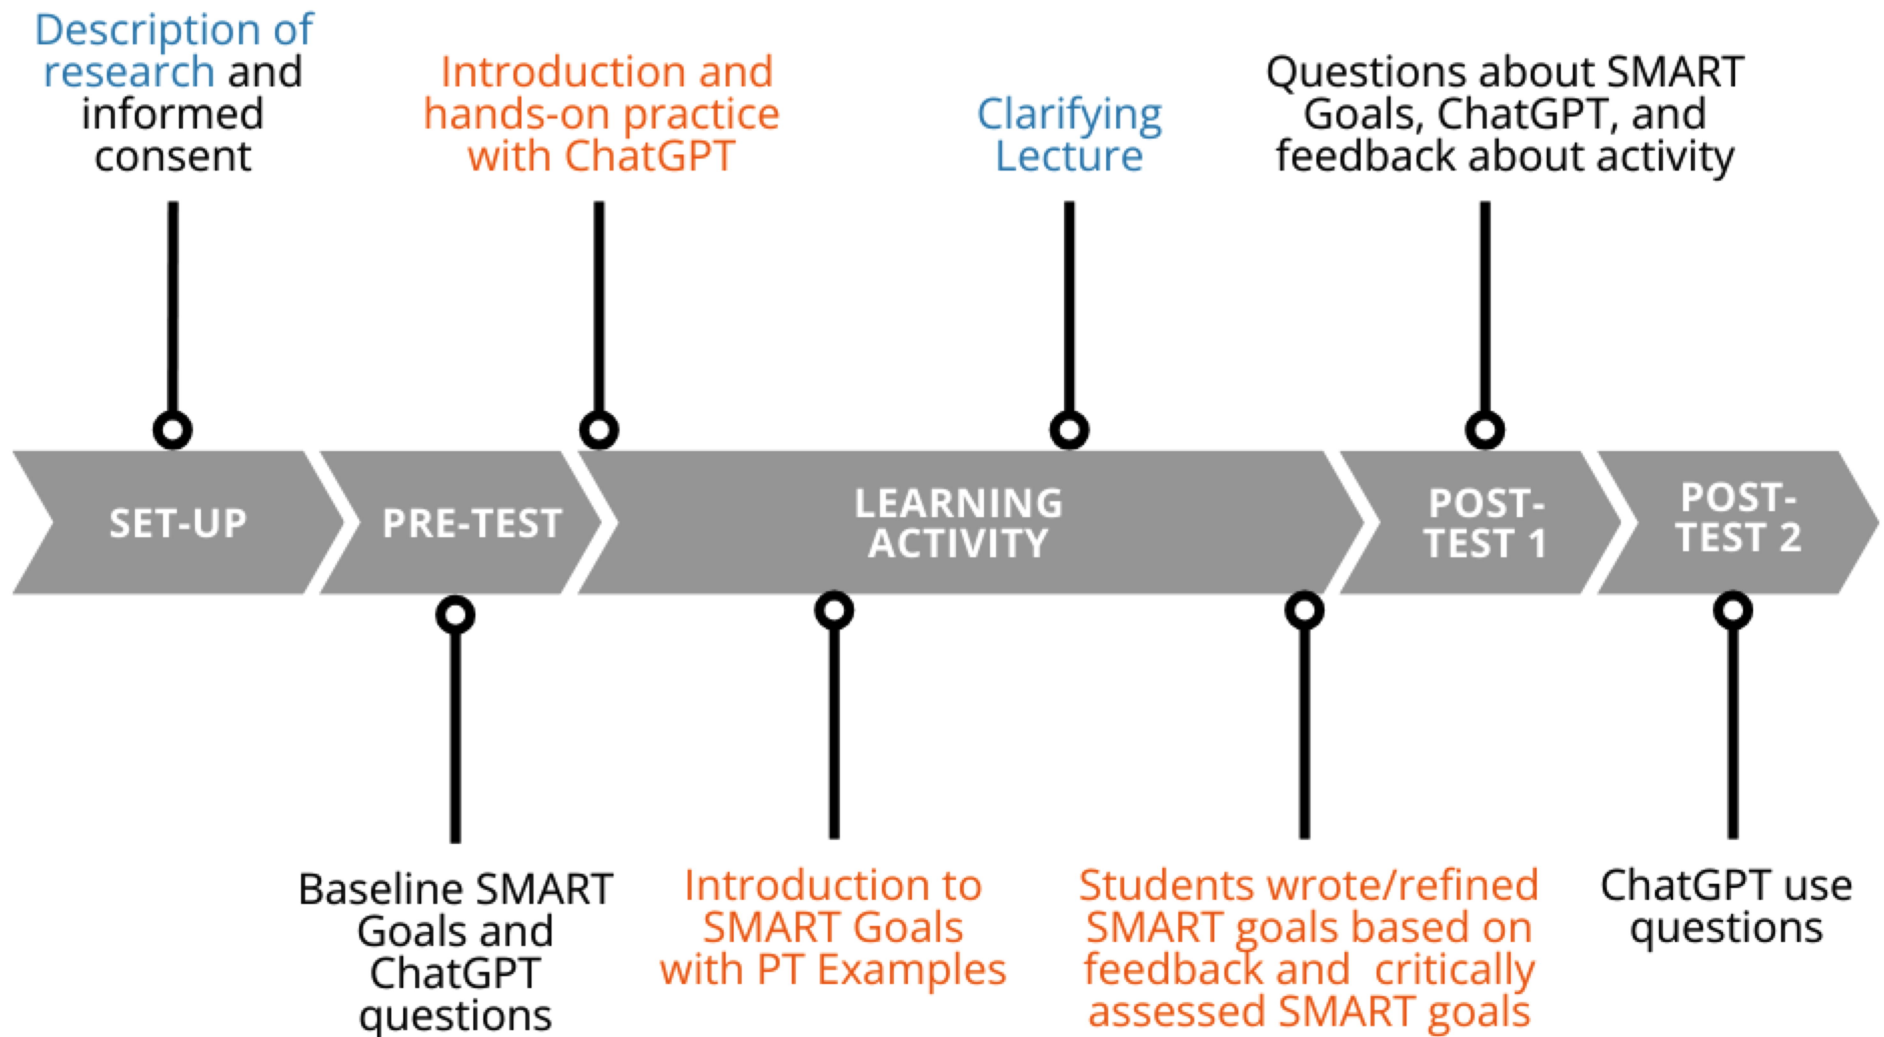 Description of
research and
informed
consent
Introduction and
hands-on practice
with ChatGPT
Clarifying
Lecture
Questions about SMART
Goals, ChatGPT, and
feedback about activity
SET-UP
PRE-TEST
LEARNING
ACTIVITY
POST-
TEST 1
POST-
TEST 2
Baseline SMART
Goals and
ChatGPT
questions
Introduction to
SMART Goals
with PT Examples
Students wrote/refined
SMART goals based on
feedback and critically
assessed SMART goals
ChatGPT use
questions